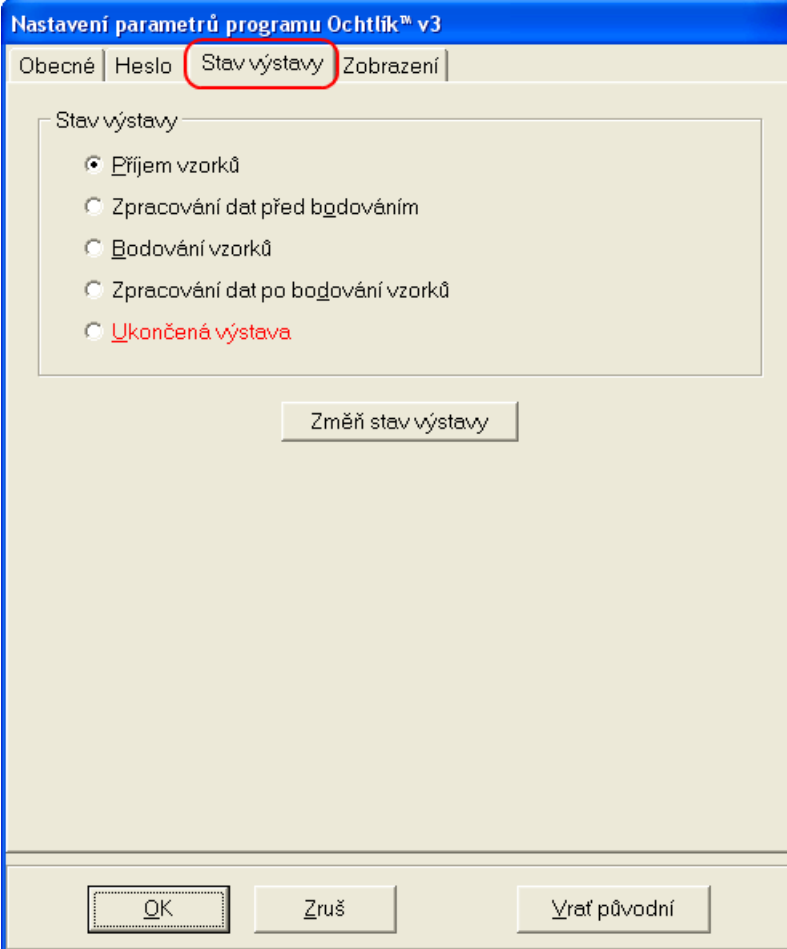 Nastavení parametrů programu Ochtlík™ v3
Obecné Heslo Stav výstavy Zobrazení
Stav výstavy
Příjem vzorků
Zpracování dat před bodováním
Bodování vzorků
Zpracování dat po bodování vzorků
Ukončená výstava
Změň stav výstavy
OK Zruš Vrať původní